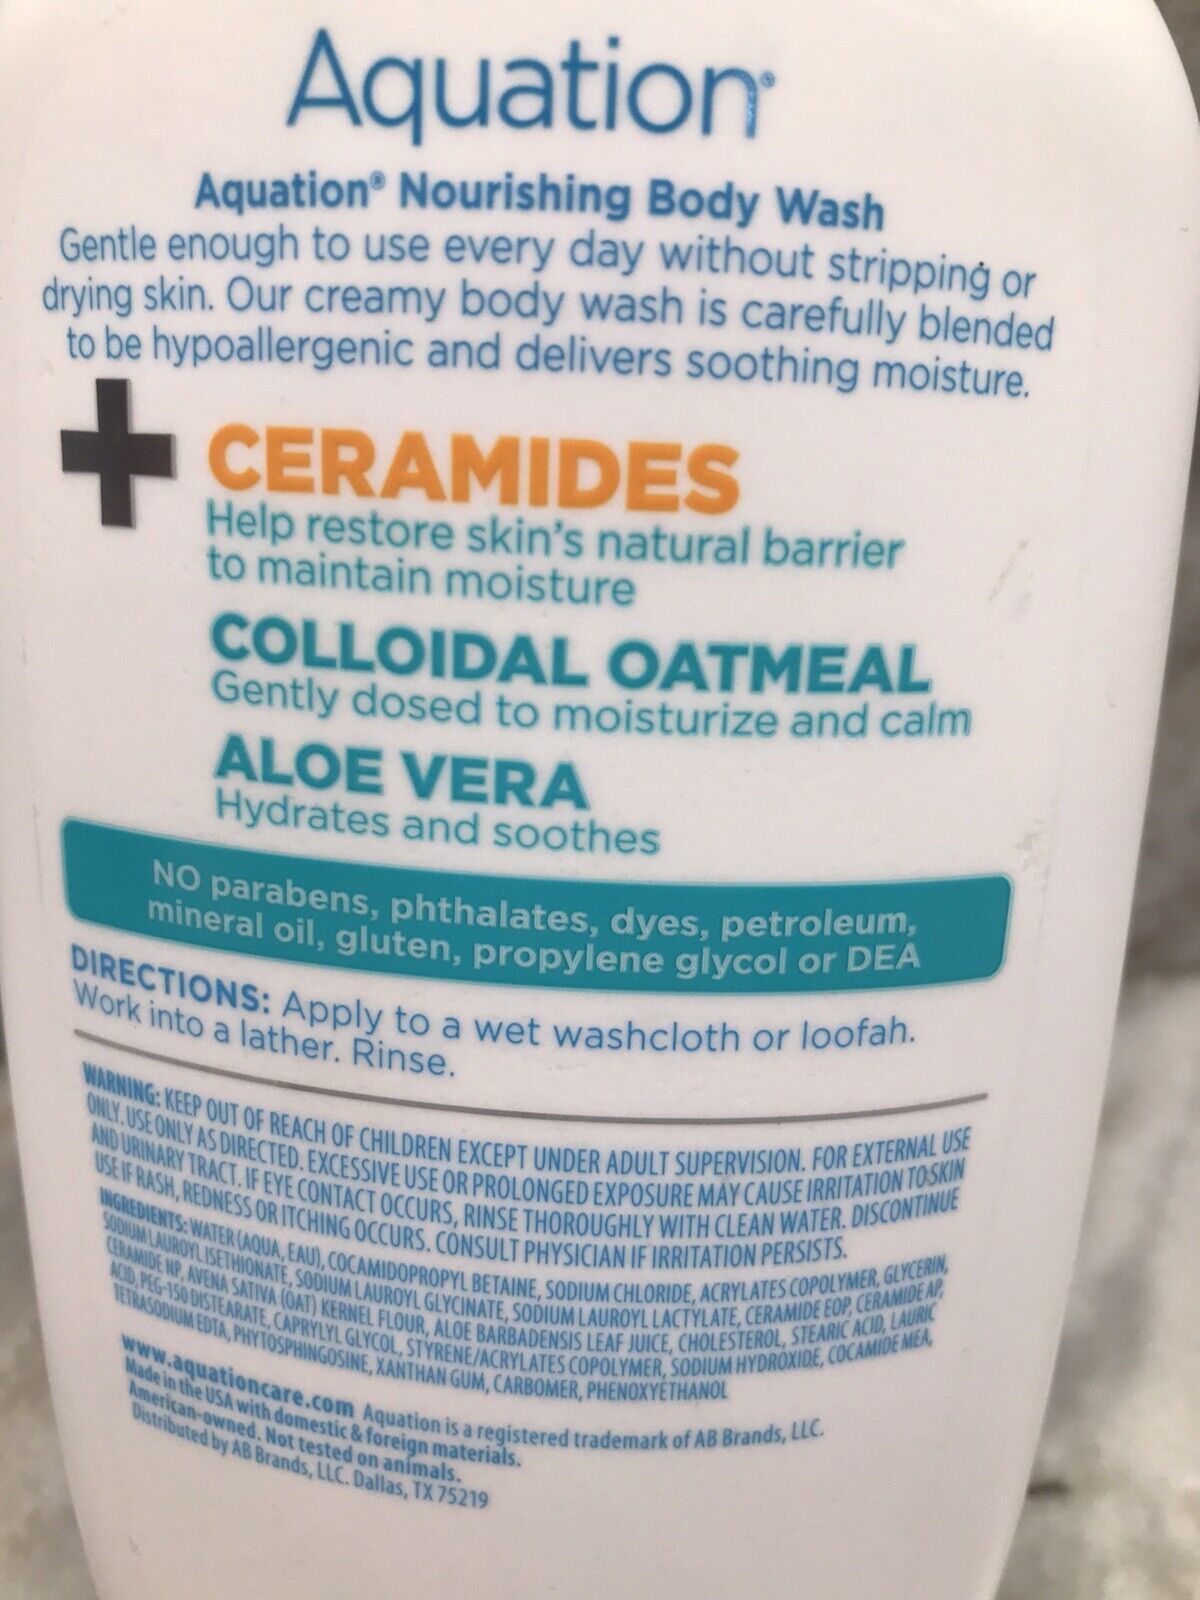 Aquation®
Aquation® Nourishing Body Wash
Gentle enough to use every day without stripping or
drying skin. Our creamy body wash is carefully blended
to be hypoallergenic and delivers soothing moisture.
+ CERAMIDES
Help restore skin's natural barrier
to maintain moisture
COLLOIDAL OATMEAL
Gently dosed to moisturize and calm
ALOE VERA
Hydrates and soothes
NO parabens, phthalates, dyes, petroleum,
mineral oil, gluten, propylene glycol or DEA
DIRECTIONS: Apply to a wet washcloth or loofah.
Work into a lather. Rinse.
WARNING: KEEP OUT OF REACH OF CHILDREN EXCEPT UNDER ADULT SUPERVISION. FOR EXTERNAL USE
ONLY. USE ONLY AS DIRECTED. EXCESSIVE USE OR PROLONGED EXPOSURE MAY CAUSE IRRITATION TO SKIN
AND URINARY TRACT. IF EYE CONTACT OCCURS, RINSE THOROUGHLY WITH CLEAN WATER. DISCONTINUE
USE IF RASH, REDNESS OR ITCHING OCCURS. CONSULT PHYSICIAN IF IRRITATION PERSISTS.
INGREDIENTS: WATER (AQUA, EAU), COCAMIDOPROPYL BETAINE, SODIUM CHLORIDE, ACRYLATES COPOLYMER, GLYCERIN,
SODIUM LAUROYL ISETHIONATE, SODIUM LAUROYL GLYCINATE, SODIUM LAUROYL LACTYLATE, CERAMIDE EOP, CERAMIDE AP,
CERAMIDE NP, AVENA SATIVA (OAT) KERNEL FLOUR, ALOE BARBADENSIS LEAF JUICE, CHOLESTEROL, STEARIC ACID, LAURIC
ACID, PEG-150 DISTEARATE, CAPRYLYL GLYCOL, STYRENE/ACRYLATES COPOLYMER, SODIUM HYDROXIDE, COCAMIDE MEA,
TETRASODIUM EDTA, PHYTOSPHINGOSINE, XANTHAN GUM, CARBOMER, PHENOXYETHANOL
www.aquationcare.com Aquation is a registered trademark of AB Brands, LLC.
Made in the USA with domestic & foreign materials.
American-owned. Not tested on animals.
Distributed by AB Brands, LLC. Dallas, TX 75219